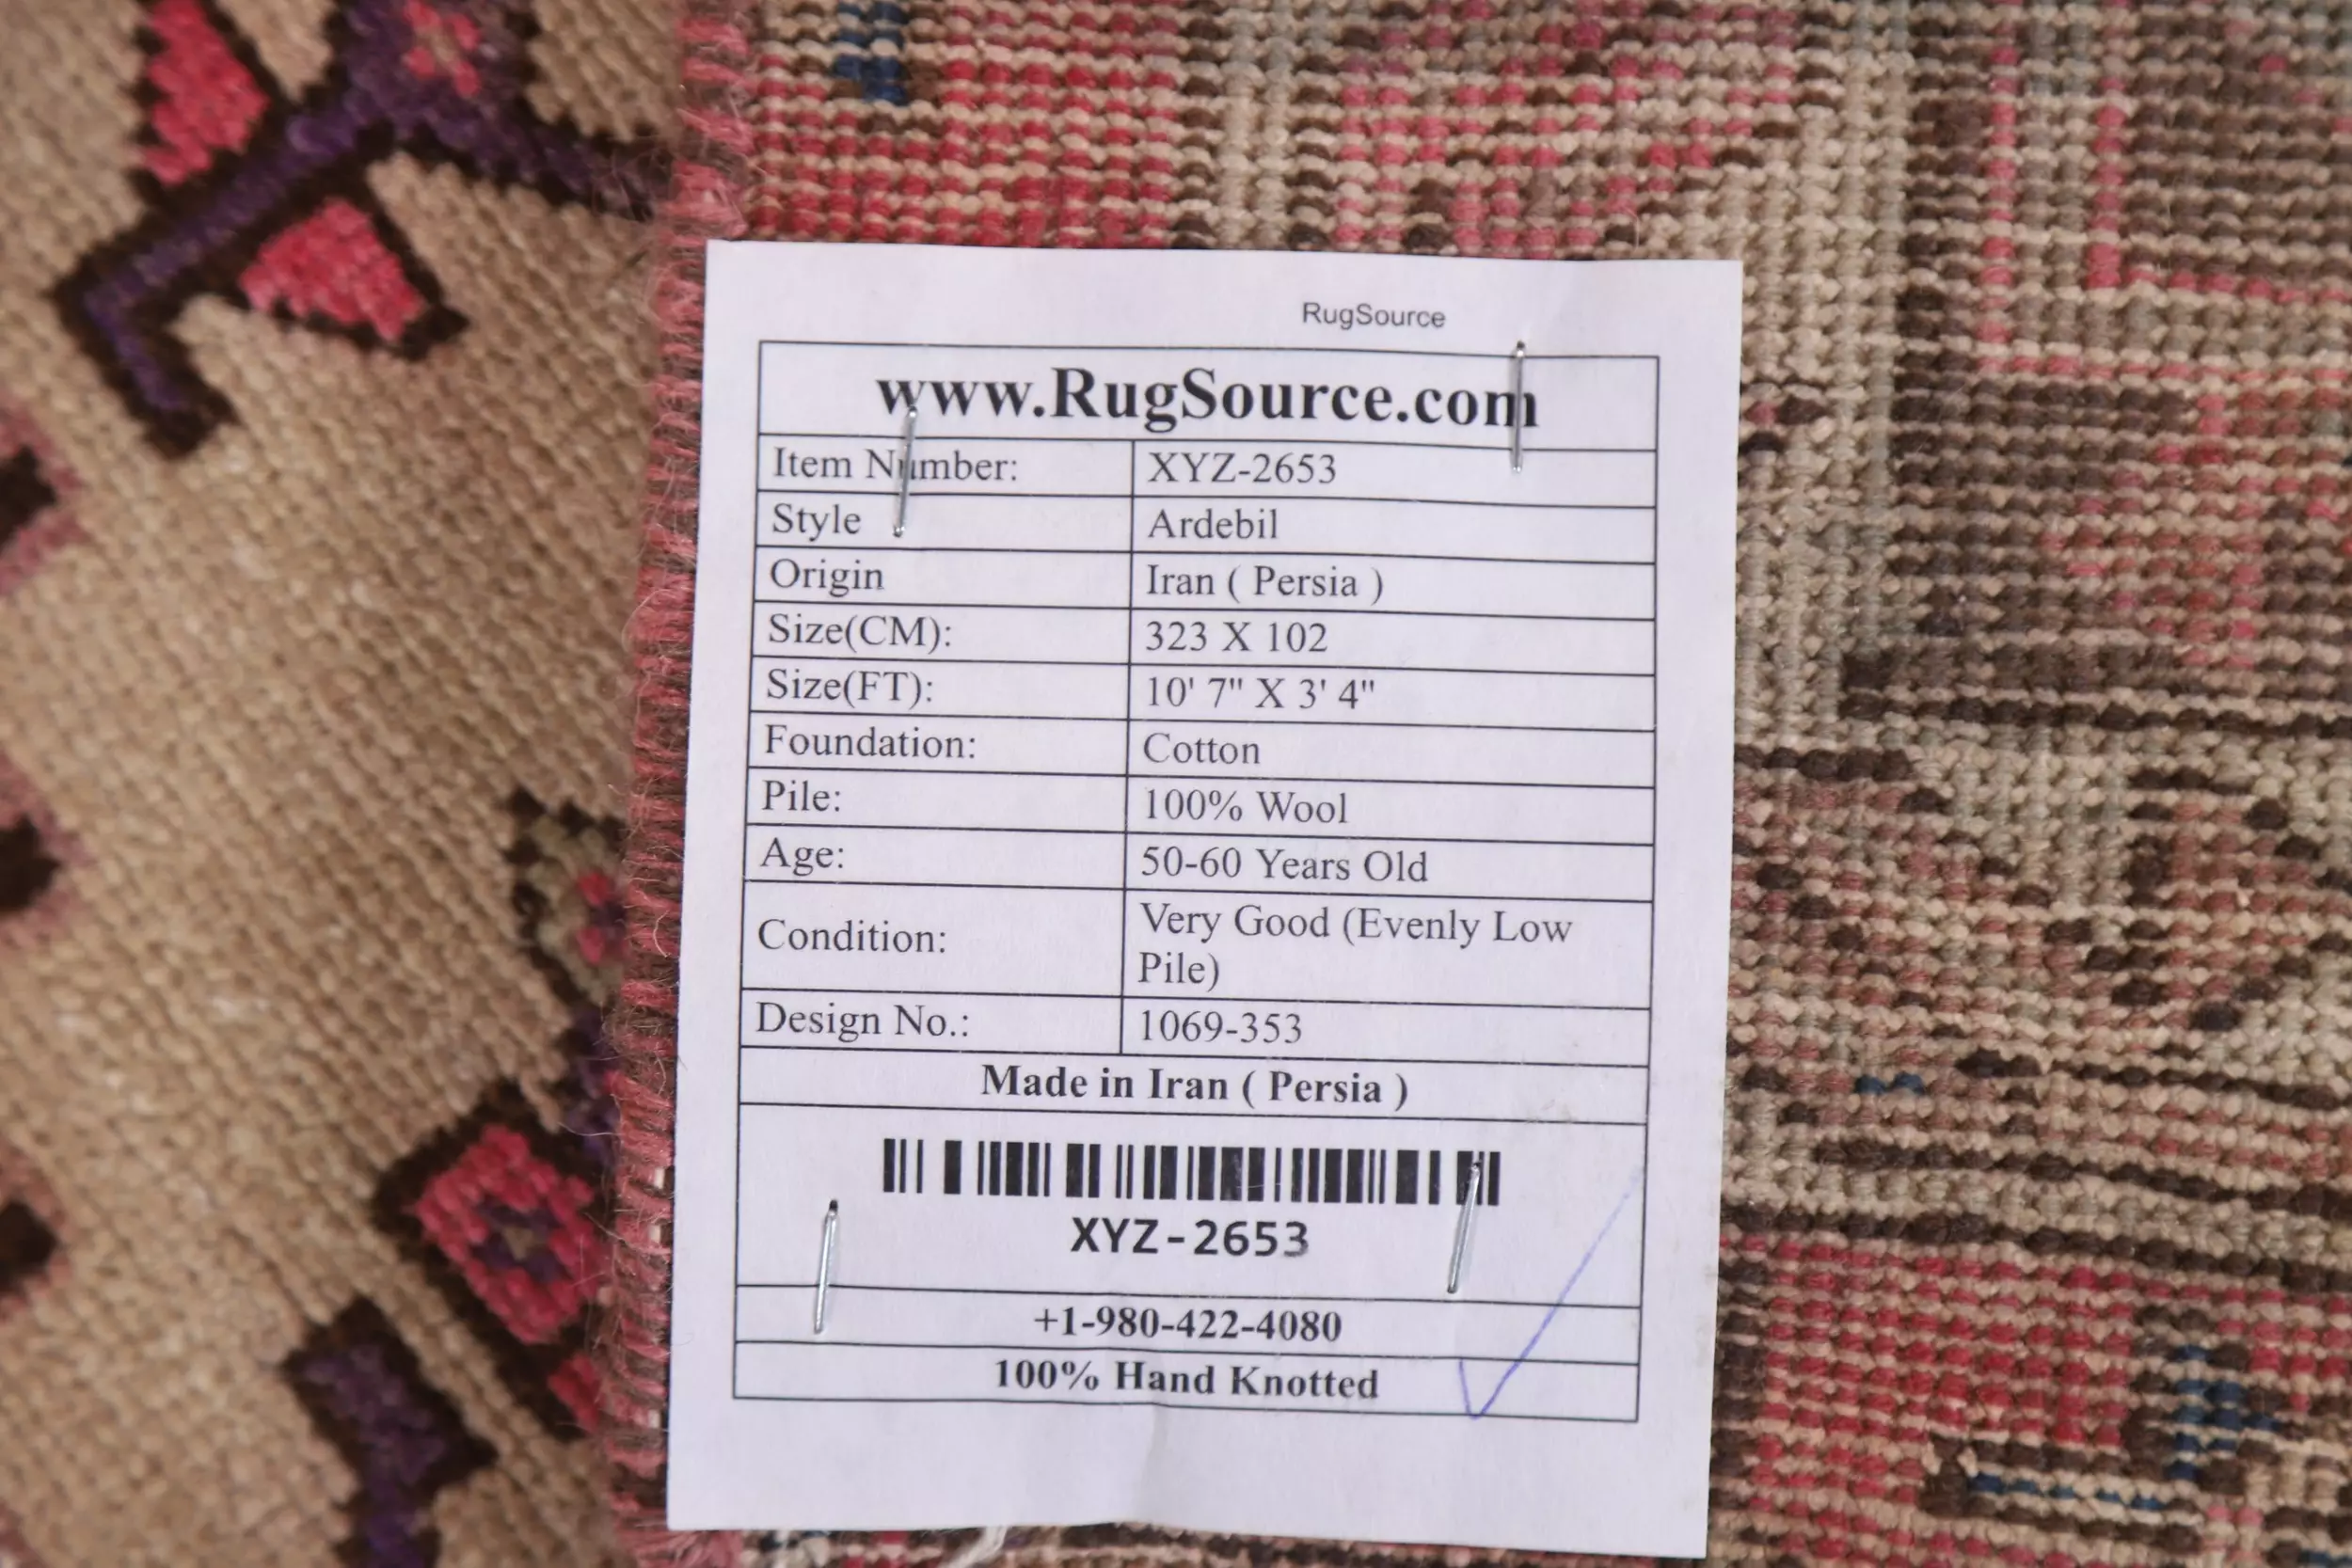 RugSource
www.RugSource.com
Item Number: XYZ-2653
Style Ardebil
Origin Iran ( Persia )
Size(CM): 323 X 102
Size(FT): 10' 7" X 3' 4"
Foundation: Cotton
Pile: 100% Wool
Age: 50-60 Years Old
Condition: Very Good (Evenly Low
Pile)
Design No.: 1069-353
Made in Iran ( Persia )
XYZ-2653
+1-980-422-4080
100% Hand Knotted